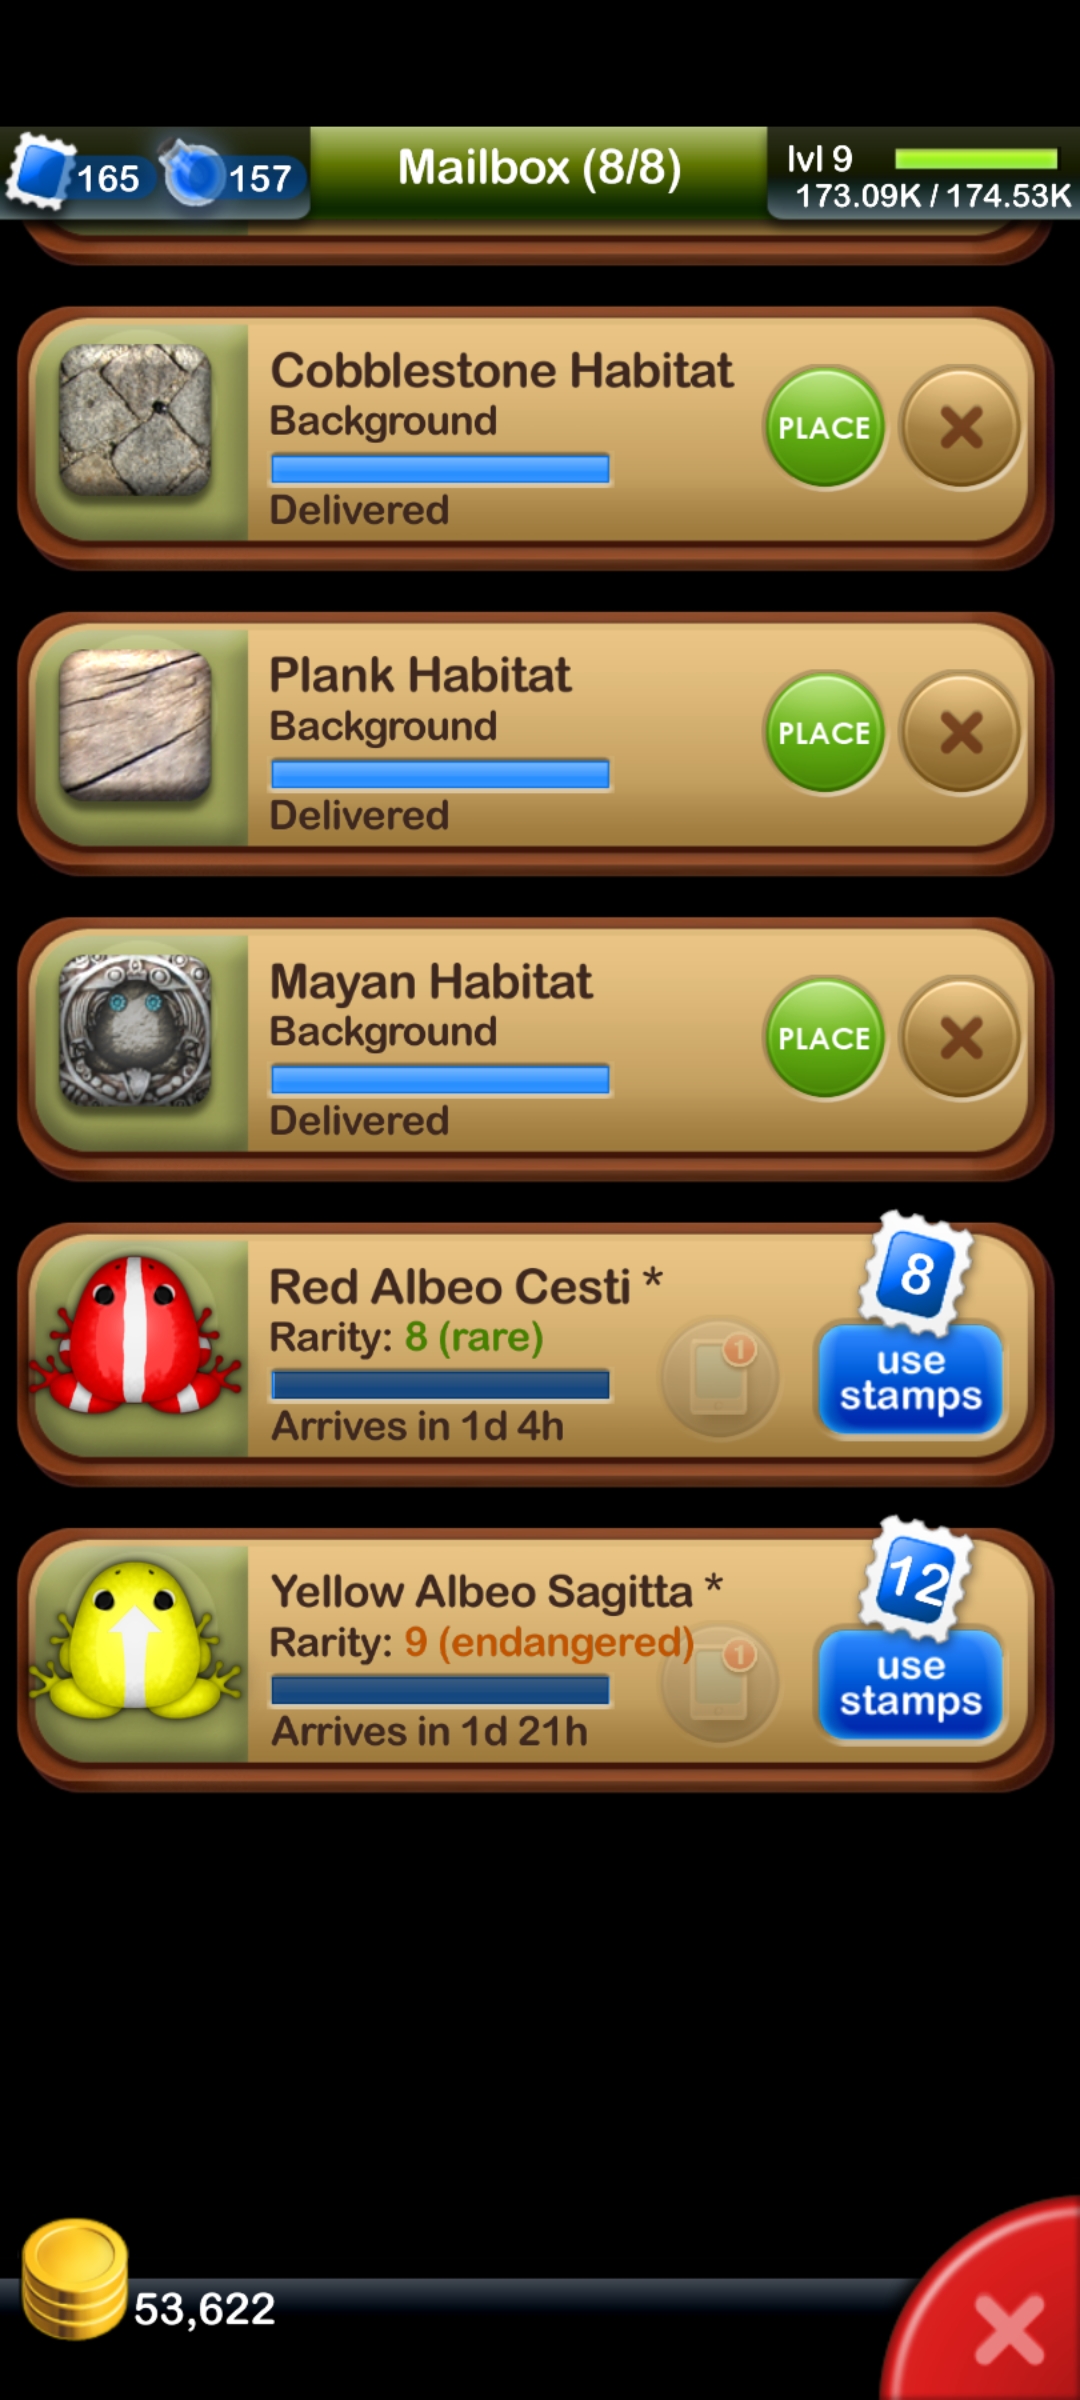 165
157
Mailbox (8/8)
lvl 9
173.09K / 174.53K
Cobblestone Habitat
Background
Delivered
PLACE
Plank Habitat
Background
Delivered
PLACE
Mayan Habitat
Background
Delivered
PLACE
Red Albeo Cesti *
Rarity: 8 (rare)
Arrives in 1d 4h
1
8
use
stamps
Yellow Albeo Sagitta *
Rarity: 9 (endangered)
Arrives in 1d 21h
1
12
use
stamps
53,622